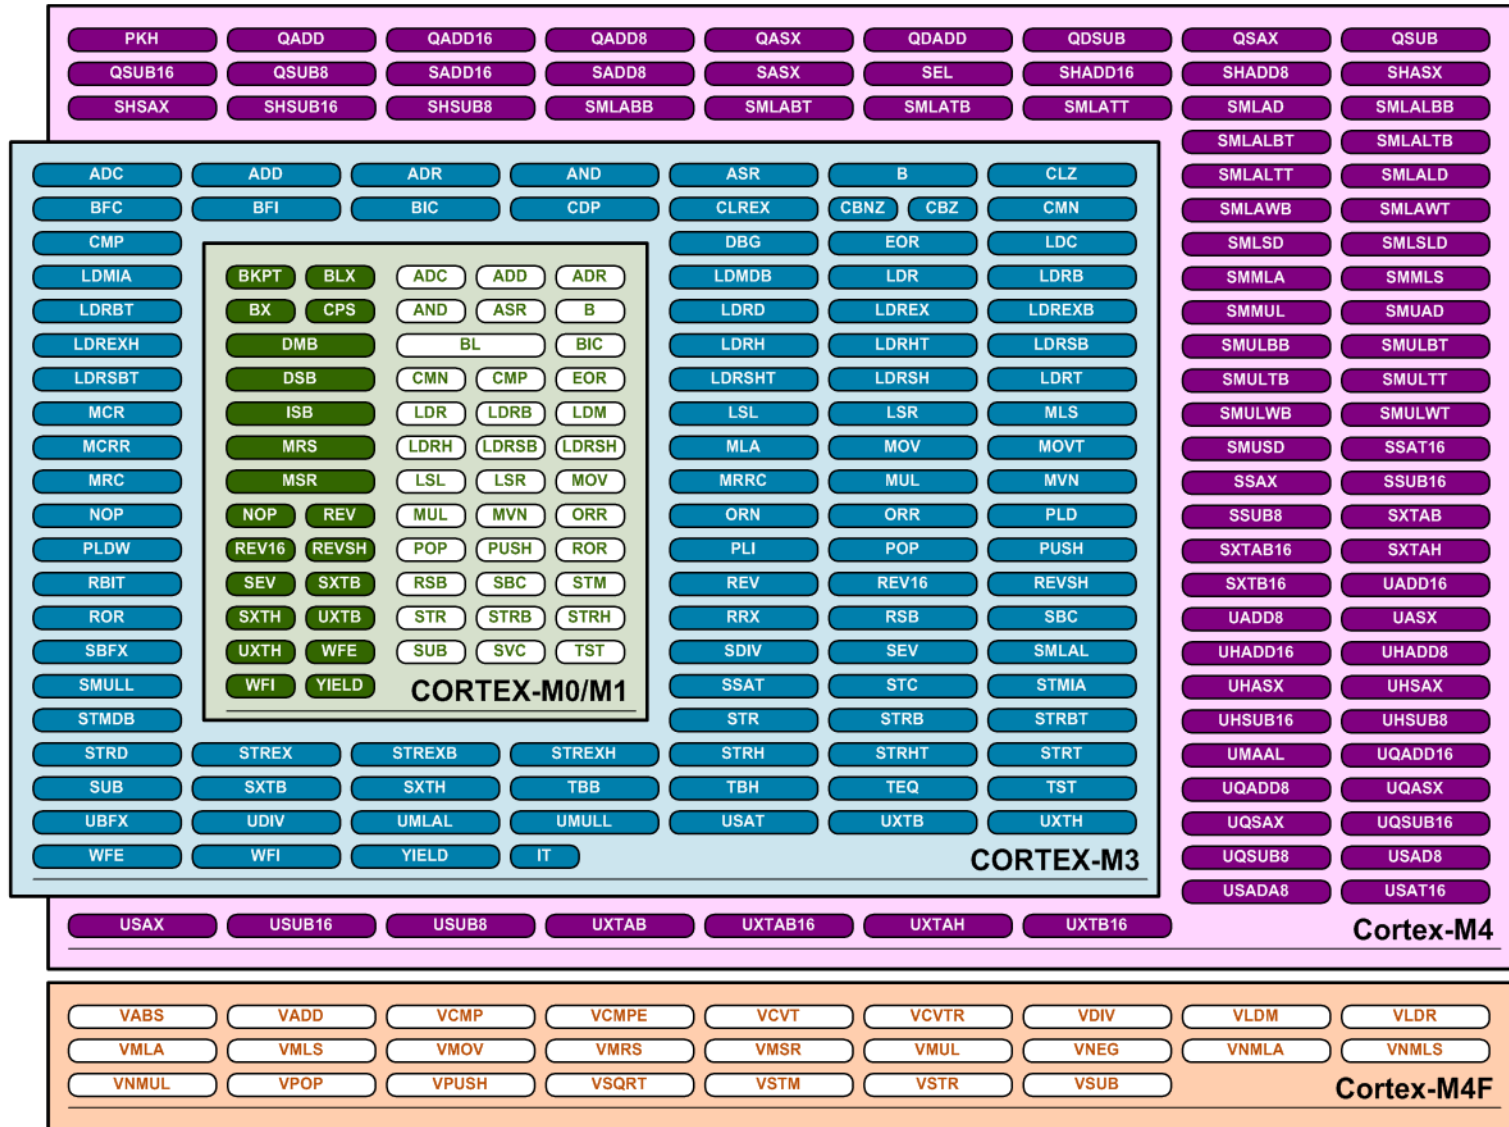 PKH QADD QADD16 QADD8 QASX QDADD QDSUB QSAX QSUB
QSUB16 QSUB8 SADD16 SADD8 SASX SEL SHADD16 SHADD8 SHASX
SHSAX SHSUB16 SHSUB8 SMLABB SMLABT SMLATB SMLATT SMLAD SMLALBB
SMLALBT SMLALTB
ADC ADD ADR AND ASR B CLZ SMLALTT SMLALD
BFC BFI BIC CDP CLREX CBNZ CBZ CMN SMLAWB SMLAWT
CMP DBG EOR LDC SMLSD SMLSLD
LDMIA BKPT BLX ADC ADD ADR LDMDB LDR LDRB SMMLA SMMLS
LDRBT BX CPS AND ASR B LDRD LDREX LDREXB SMMUL SMUAD
LDREXH DMB BL BIC LDRH LDRHT LDRSB SMULBB SMULBT
LDRSBT DSB CMN CMP EOR LDRSHT LDRSH LDRT SMULTB SMULTT
MCR ISB LDR LDRB LDM LSL LSR MLS SMULWB SMULWT
MCRR MRS LDRH LDRSB LDRSH MLA MOV MOVT SMUSD SSAT16
MRC MSR LSL LSR MOV MRRC MUL MVN SSAX SSUB16
NOP NOP REV MUL MVN ORR ORN ORR PLD SSUB8 SXTAB
PLDW REV16 REVSH POP PUSH ROR PLI POP PUSH SXTAB16 SXTAH
RBIT SEV SXTB RSB SBC STM REV REV16 REVSH SXTB16 UADD16
ROR SXTH UXTB STR STRB STRH RRX RSB SBC UADD8 UASX
SBFX UXTH WFE SUB SVC TST SDIV SEV SMLAL UHADD16 UHADD8
SMULL WFI YIELD CORTEX-M0/M1 SSAT STC STMIA UHASX UHSAX
STMDB STR STRB STRBT UHSUB16 UHSUB8
STRD STREX STREXB STREXH STRH STRHT STRT UMAAL UQADD16
SUB SXTB SXTH TBB TBH TEQ TST UQADD8 UQASX
UBFX UDIV UMLAL UMULL USAT UXTB UXTH UQSAX UQSUB16
WFE WFI YIELD IT CORTEX-M3 UQSUB8 USAD8
USADA8 USAT16
USAX USUB16 USUB8 UXTAB UXTAB16 UXTAH UXTB16 Cortex-M4
VABS VADD VCMP VCMPE VCVT VCVTR VDIV VLDM VLDR
VMLA VMLS VMOV VMRS VMSR VMUL VNEG VNMLA VNMLS
VNMUL VPOP VPUSH VSQRT VSTM VSTR VSUB Cortex-M4F